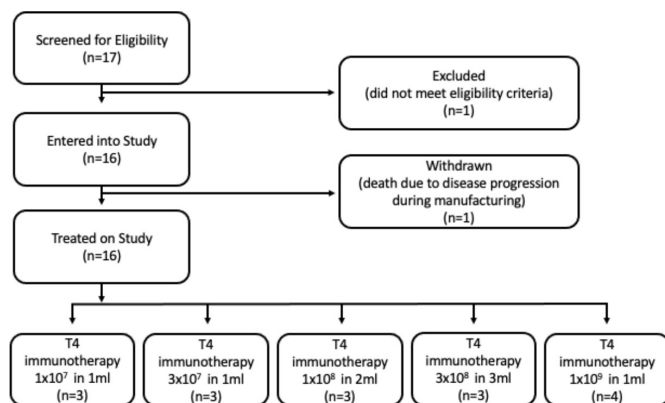 Screened for Eligibility
(n=17)
Excluded
(did not meet eligibility criteria)
(n=1)
Entered into Study
(n=16)
Withdrawn
(death due to disease progression
during manufacturing)
(n=1)
Treated on Study
(n=16)
T4
immunotherapy
1x10⁷ in 1ml
(n=3)
T4
immunotherapy
3x10⁷ in 1ml
(n=3)
T4
immunotherapy
1x10⁸ in 2ml
(n=3)
T4
immunotherapy
3x10⁸ in 3ml
(n=3)
T4
immunotherapy
1x10⁹ in 1ml
(n=4)